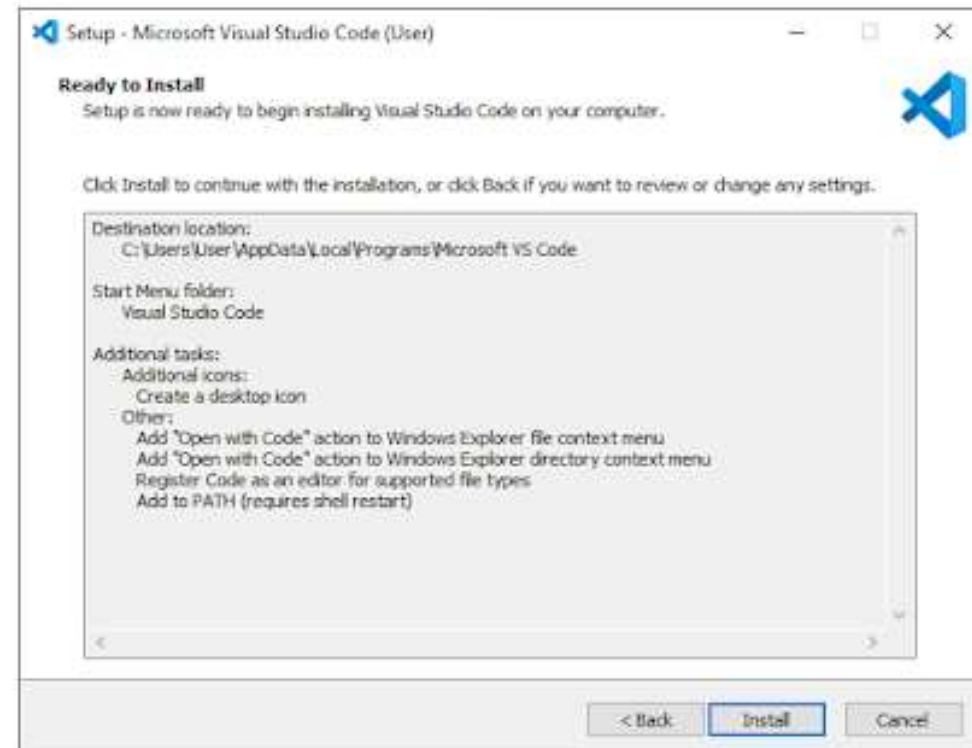 Setup - Microsoft Visual Studio Code (User)
Ready to Install
Setup is now ready to begin installing Visual Studio Code on your computer.
Click Install to continue with the installation, or click Back if you want to review or change any settings.
Destination location:
C:\Users\User\AppData\Local\Programs\Microsoft VS Code
Start Menu folder:
Visual Studio Code
Additional tasks:
Additional icons:
Create a desktop icon
Other:
Add "Open with Code" action to Windows Explorer file context menu
Add "Open with Code" action to Windows Explorer directory context menu
Register Code as an editor for supported file types
Add to PATH (requires shell restart)
< Back Install Cancel